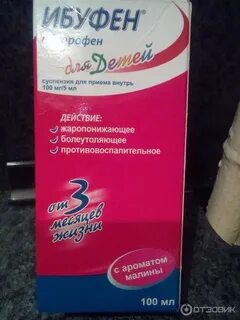 ИБУФЕН®
для Детей
суспензия для приема внутрь
100 мг/5 мл
ДЕЙСТВИЕ:
• жаропонижающее
• болеутоляющее
• противовоспалительное
от 3
месяцев
жизни
с ароматом
малины
100 мл
ОТЗОВИК